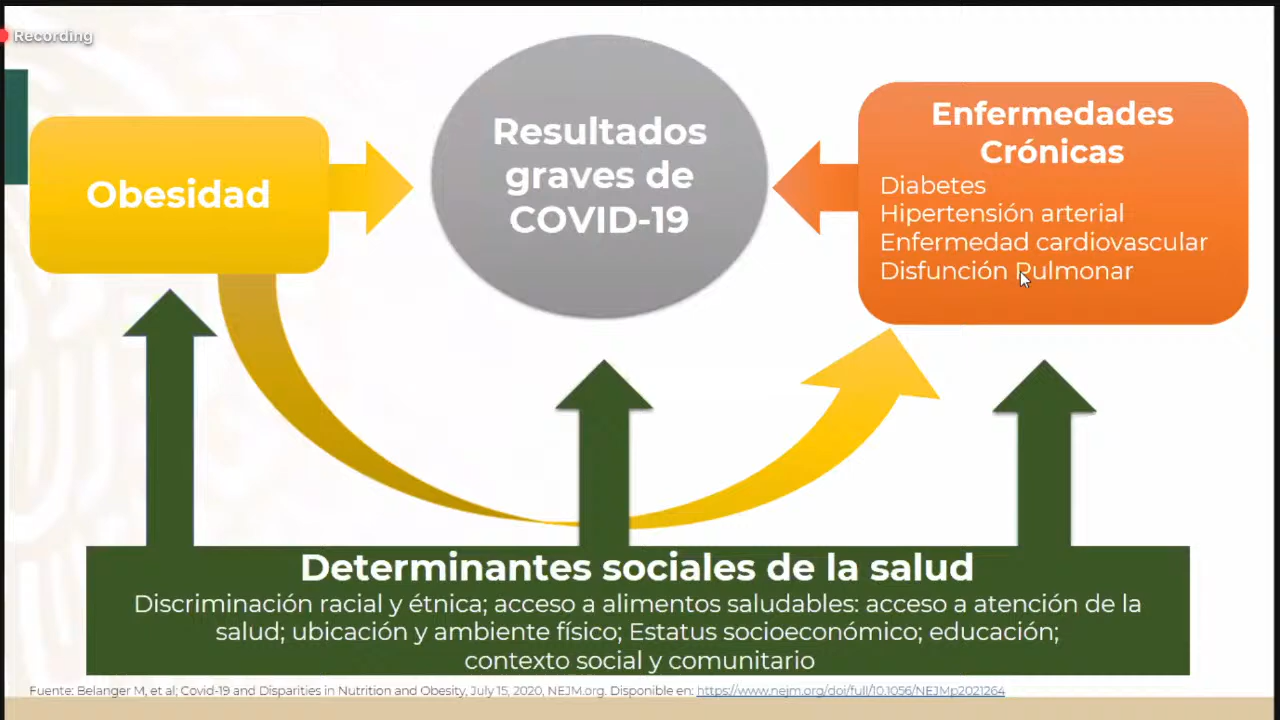 Recording
Obesidad
Resultados
graves de
COVID-19
Enfermedades
Crónicas
Diabetes
Hipertensión arterial
Enfermedad cardiovascular
Disfunción Pulmonar
Determinantes sociales de la salud
Discriminación racial y étnica; acceso a alimentos saludables: acceso a atención de la
salud; ubicación y ambiente físico; Estatus socioeconómico; educación;
contexto social y comunitario
Fuente: Belanger M, et al; Covid-19 and Disparities in Nutrition and Obesity, July 15, 2020, NEJM.org. Disponible en: https://www.nejm.org/doi/full/10.1056/NEJMp2021264